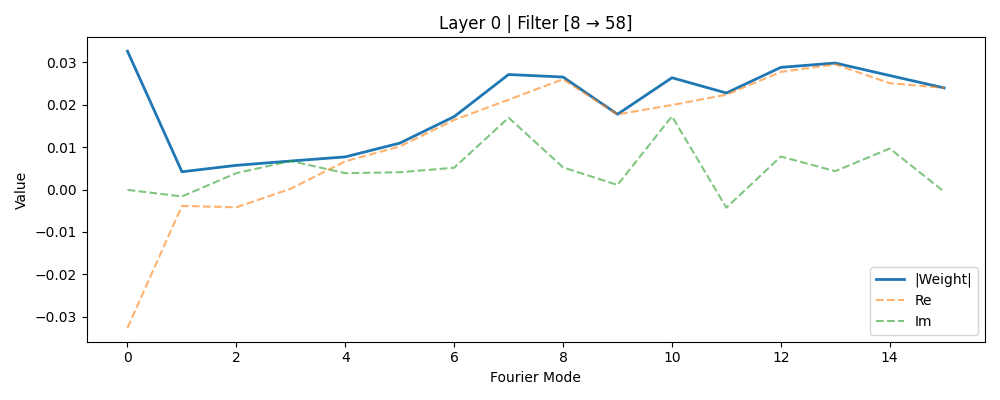 Layer 0 | Filter [8 → 58]
0.03
0.02
0.01
0.00
−0.01
−0.02
−0.03
Value
|Weight|
Re
Im
0 2 4 6 8 10 12 14
Fourier Mode